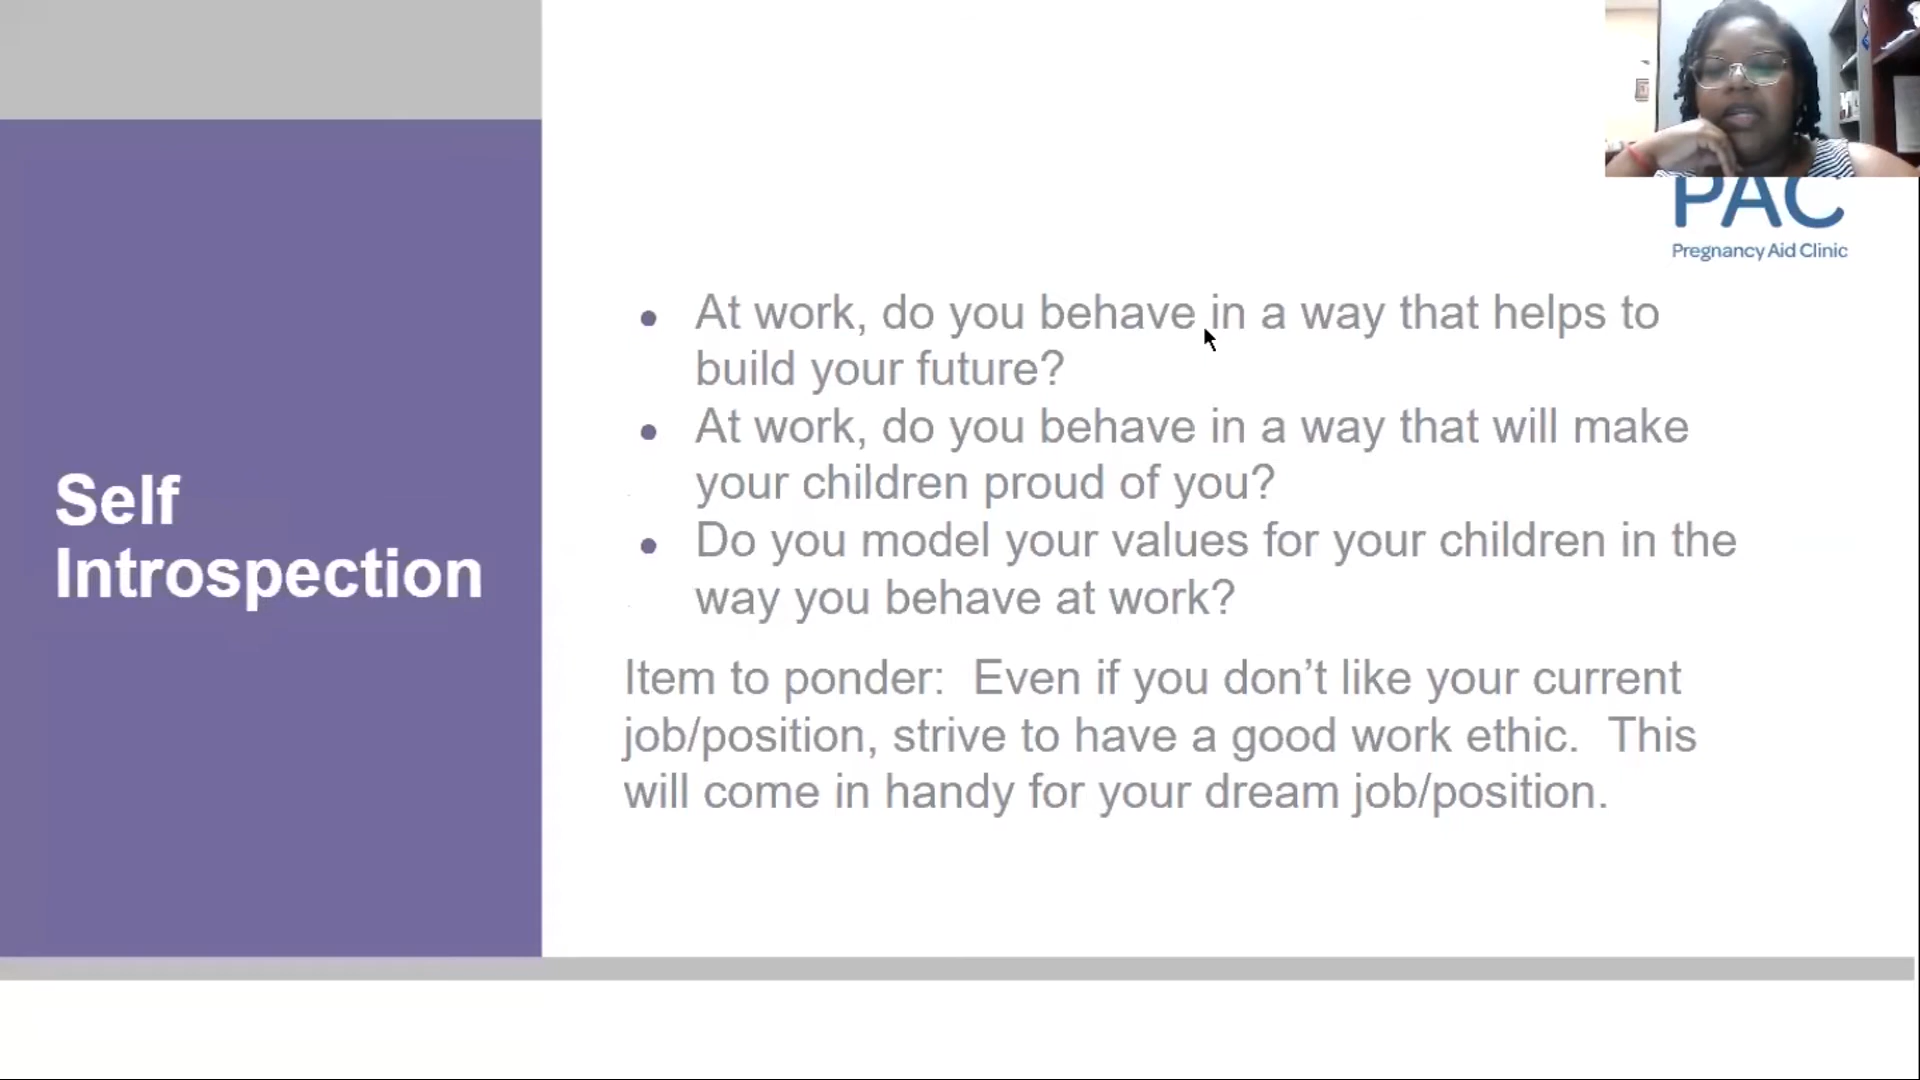 Self
Introspection
PAC
Pregnancy Aid Clinic
• At work, do you behave in a way that helps to
build your future?
• At work, do you behave in a way that will make
your children proud of you?
• Do you model your values for your children in the
way you behave at work?
Item to ponder:  Even if you don’t like your current
job/position, strive to have a good work ethic.  This
will come in handy for your dream job/position.